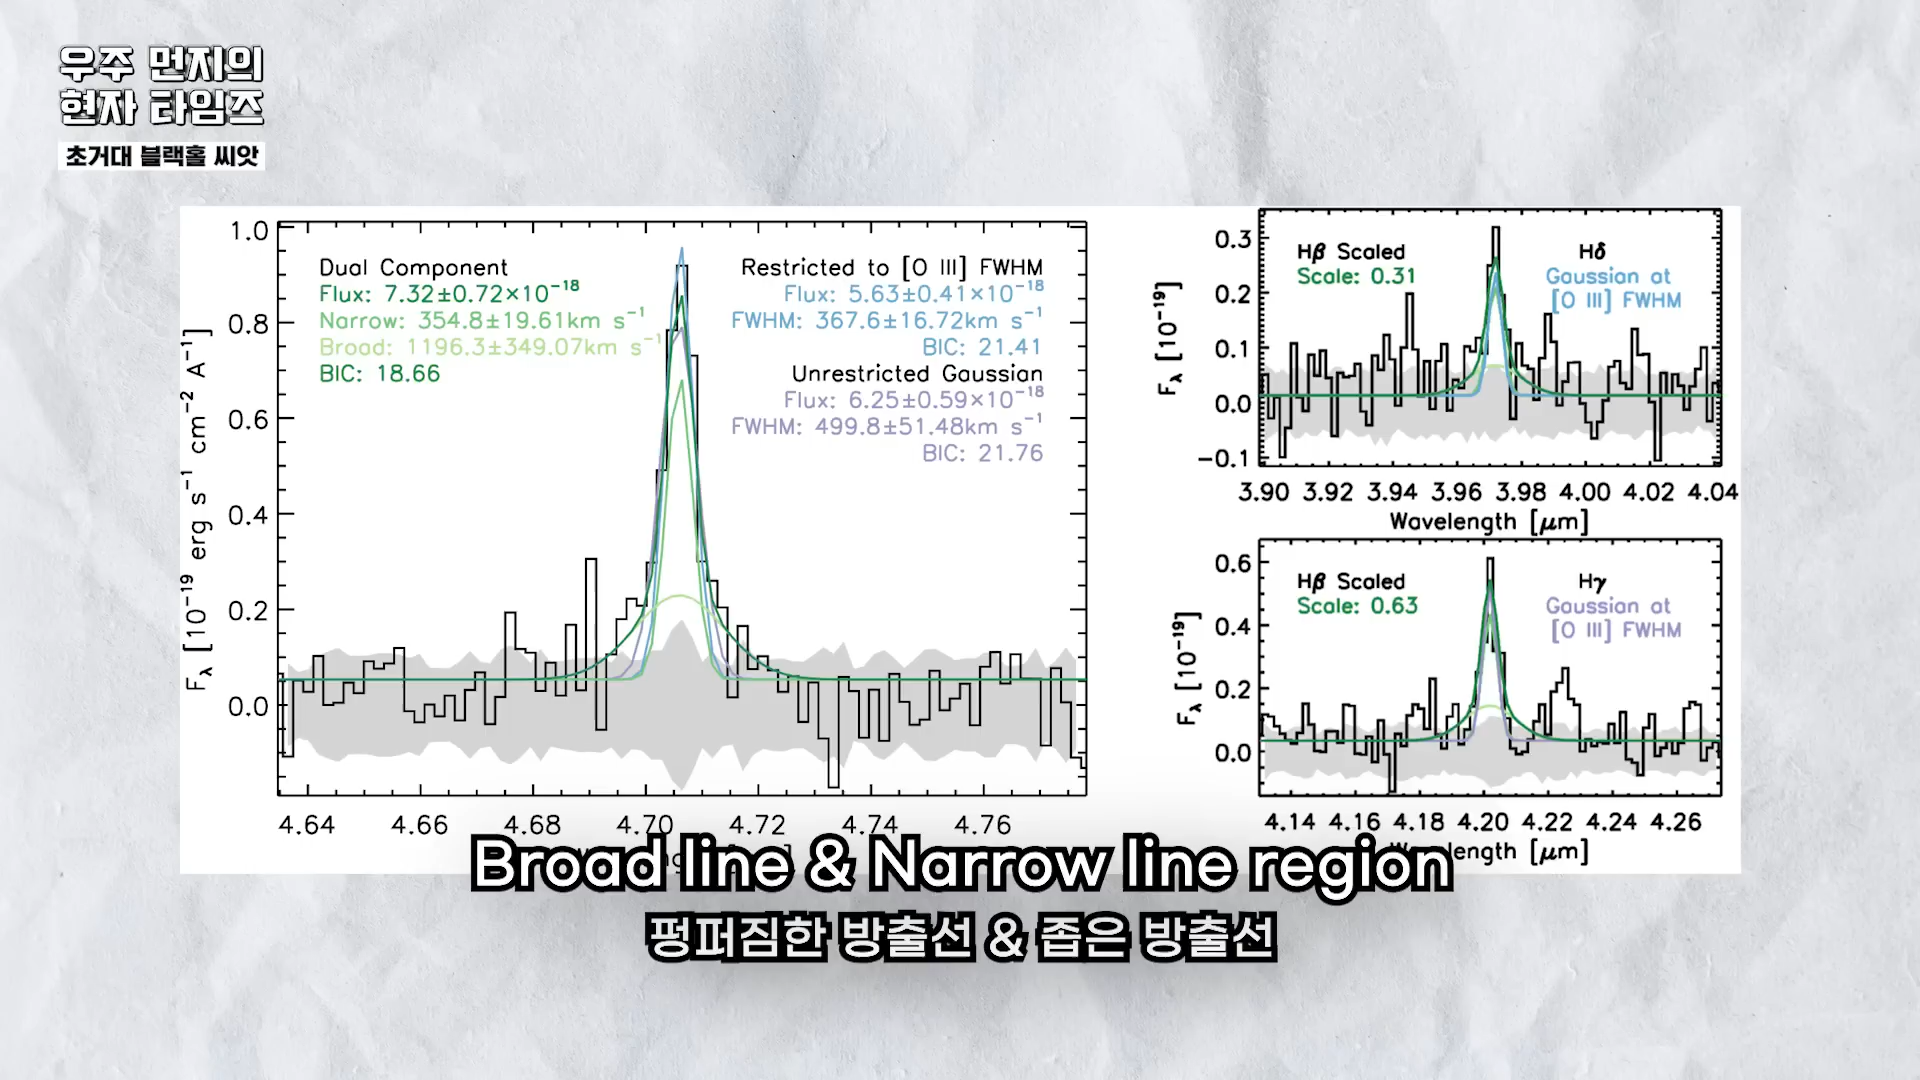 우주 먼지의
현자 타임즈
초거대 블랙홀 씨앗
Dual Component
Flux: 7.32±0.72×10⁻¹⁸
Narrow: 354.8±19.61km s⁻¹
Broad: 1196.3±349.07km s⁻¹
BIC: 18.66
Restricted to [O III] FWHM
Flux: 5.63±0.41×10⁻¹⁸
FWHM: 367.6±16.72km s⁻¹
BIC: 21.41
Unrestricted Gaussian
Flux: 6.25±0.59×10⁻¹⁸
FWHM: 499.8±51.48km s⁻¹
BIC: 21.76
F_λ [10⁻¹⁹ erg s⁻¹ cm⁻² A⁻¹]
1.0
0.8
0.6
0.4
0.2
0.0
4.64 4.66 4.68 4.70 4.72 4.74 4.76
Hβ Scaled
Scale: 0.31
Hδ
Gaussian at
[O III] FWHM
F_λ [10⁻¹⁹]
0.3
0.2
0.1
0.0
−0.1
3.90 3.92 3.94 3.96 3.98 4.00 4.02 4.04
Wavelength [μm]
Hβ Scaled
Scale: 0.63
Hγ
Gaussian at
[O III] FWHM
F_λ [10⁻¹⁹]
0.6
0.4
0.2
0.0
4.14 4.16 4.18 4.20 4.22 4.24 4.26
[μm]
Broad line & Narrow line region
펑퍼짐한 방출선 & 좁은 방출선